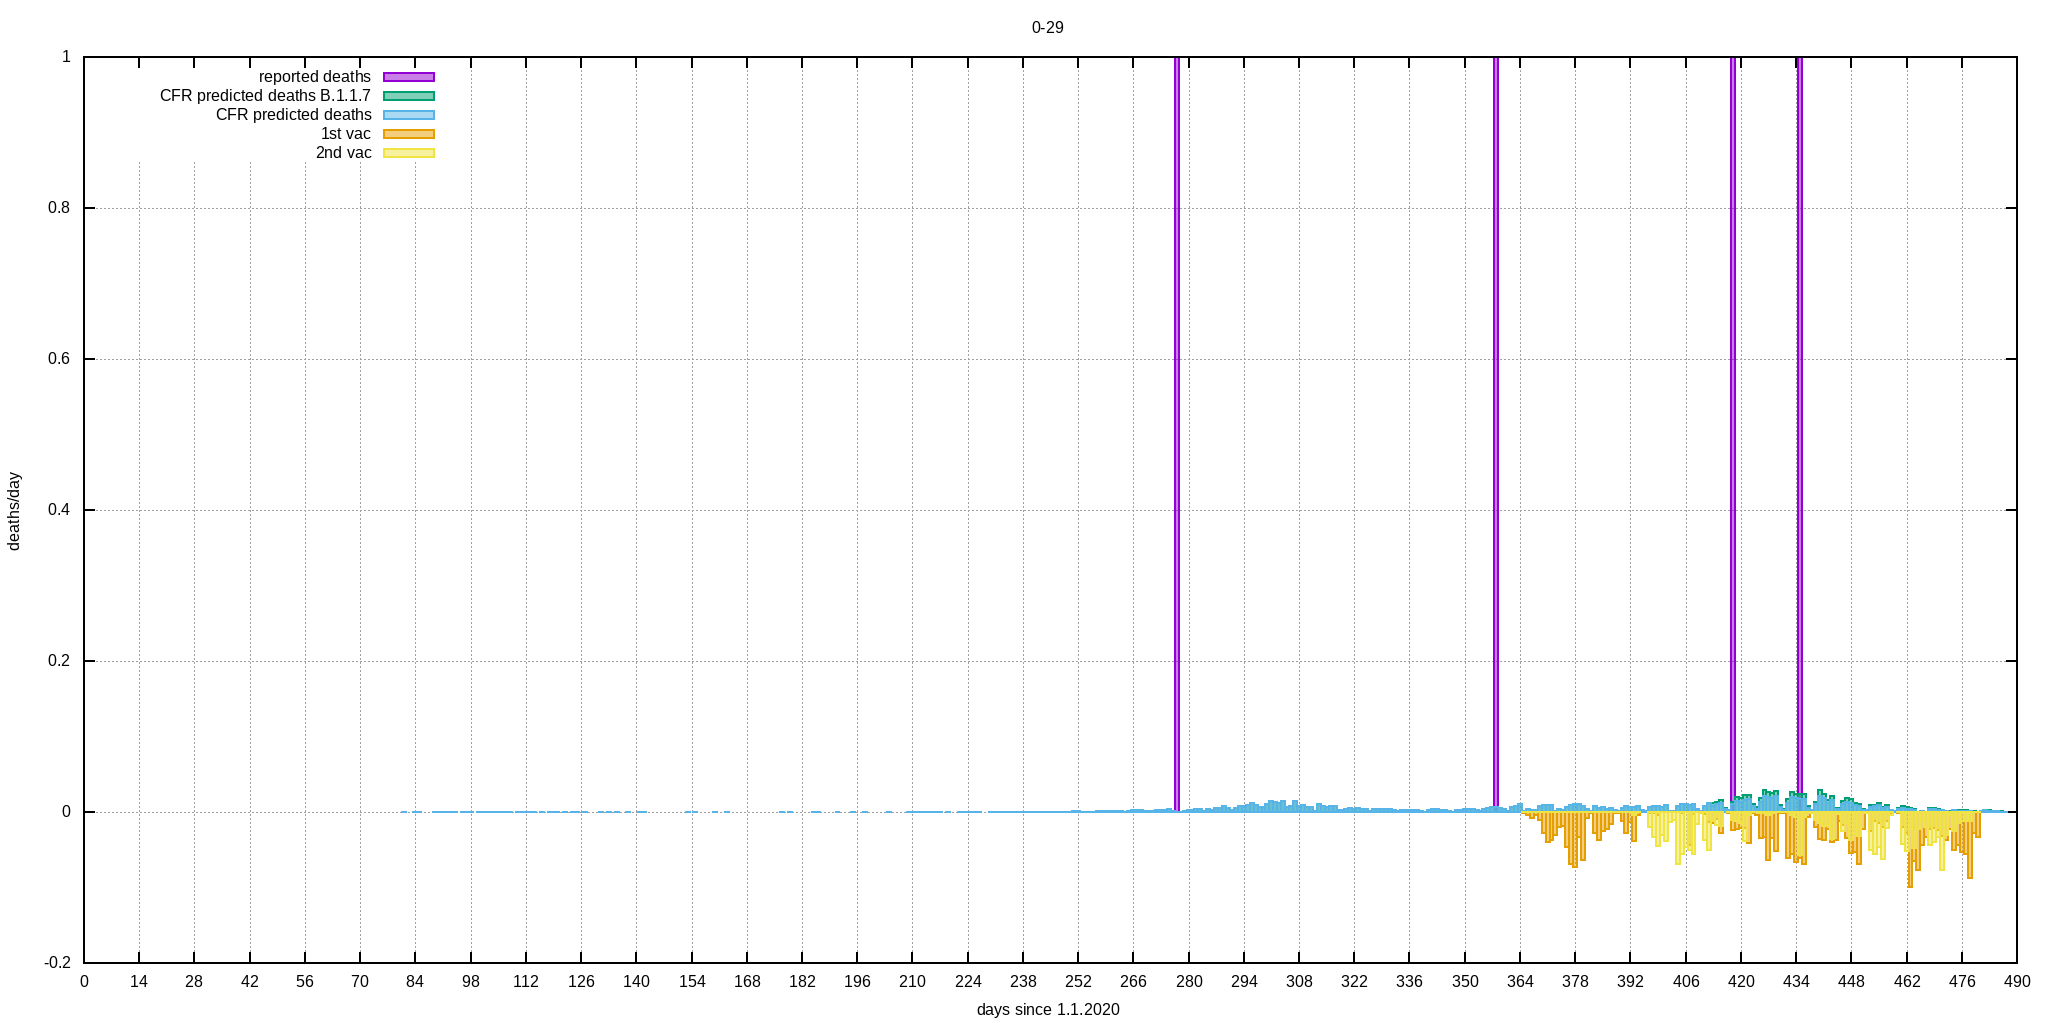 0-29
1
reported deaths
CFR predicted deaths B.1.1.7
CFR predicted deaths
1st vac
2nd vac
0.8
0.6
0.4
0.2
0
-0.2
deaths/day
0 14 28 42 56 70 84 98 112 126 140 154 168 182 196 210 224 238 252 266 280 294 308 322 336 350 364 378 392 406 420 434 448 462 476 490
days since 1.1.2020